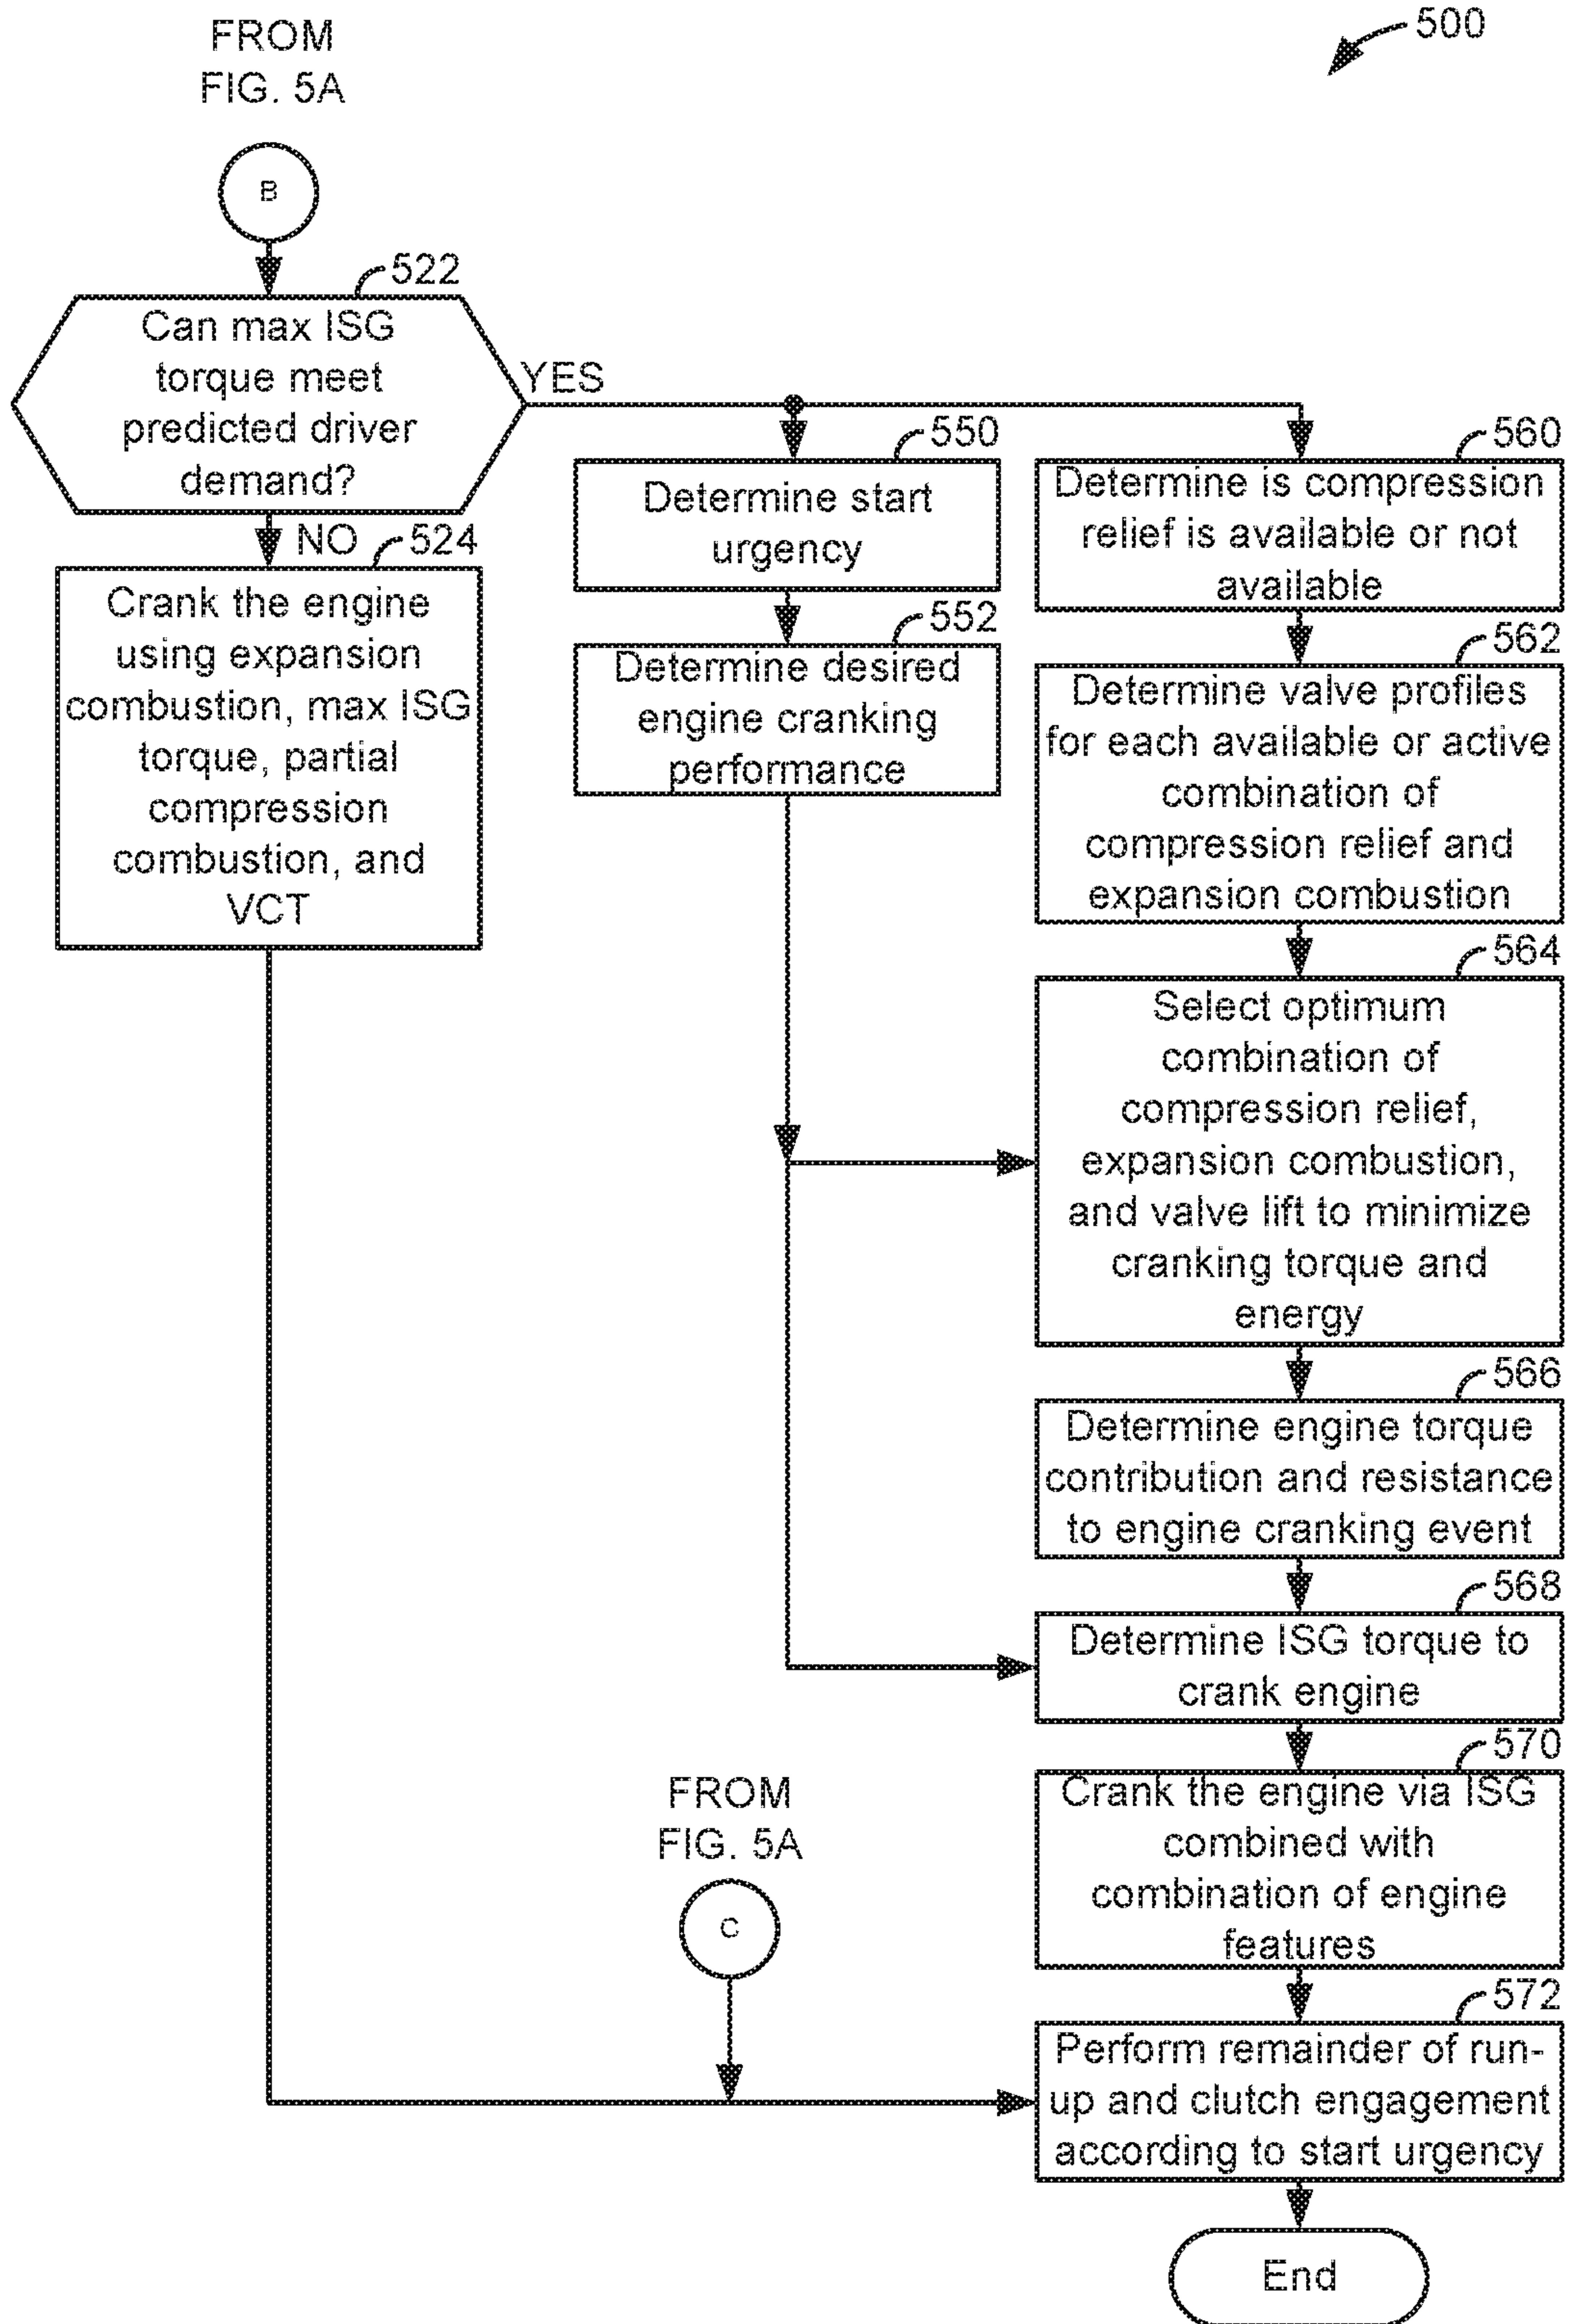 FROM
FIG. 5A
500
B
522
Can max ISG
torque meet
predicted driver
demand?
YES
NO
524
Crank the engine
using expansion
combustion, max ISG
torque, partial
compression
combustion, and
VCT
550
Determine start
urgency
552
Determine desired
engine cranking
performance
560
Determine is compression
relief is available or not
available
562
Determine valve profiles
for each available or active
combination of
compression relief and
expansion combustion
564
Select optimum
combination of
compression relief,
expansion combustion,
and valve lift to minimize
cranking torque and
energy
566
Determine engine torque
contribution and resistance
to engine cranking event
568
Determine ISG torque to
crank engine
570
Crank the engine via ISG
combined with
combination of engine
features
FROM
FIG. 5A
C
572
Perform remainder of run-
up and clutch engagement
according to start urgency
End